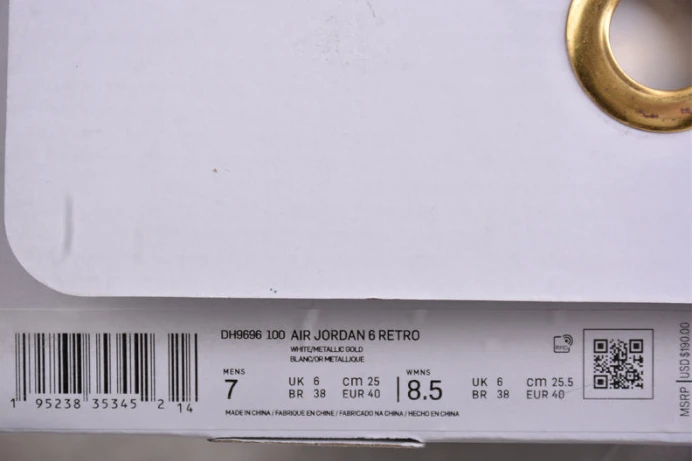 DH9696 100 AIR JORDAN 6 RETRO
WHITE/METALLIC GOLD
BLANC/OR METALLIQUE
MENS
7
UK 6 cm 25
BR 38 EUR 40
WMNS
8.5
UK 6 cm 25.5
BR 38 EUR 40
MADE IN CHINA / FABRIQUE EN CHINE / FABRICADO NA CHINA / HECHO EN CHINA
1 95238 35345 2 14
RFID
MSRP USD $190.00